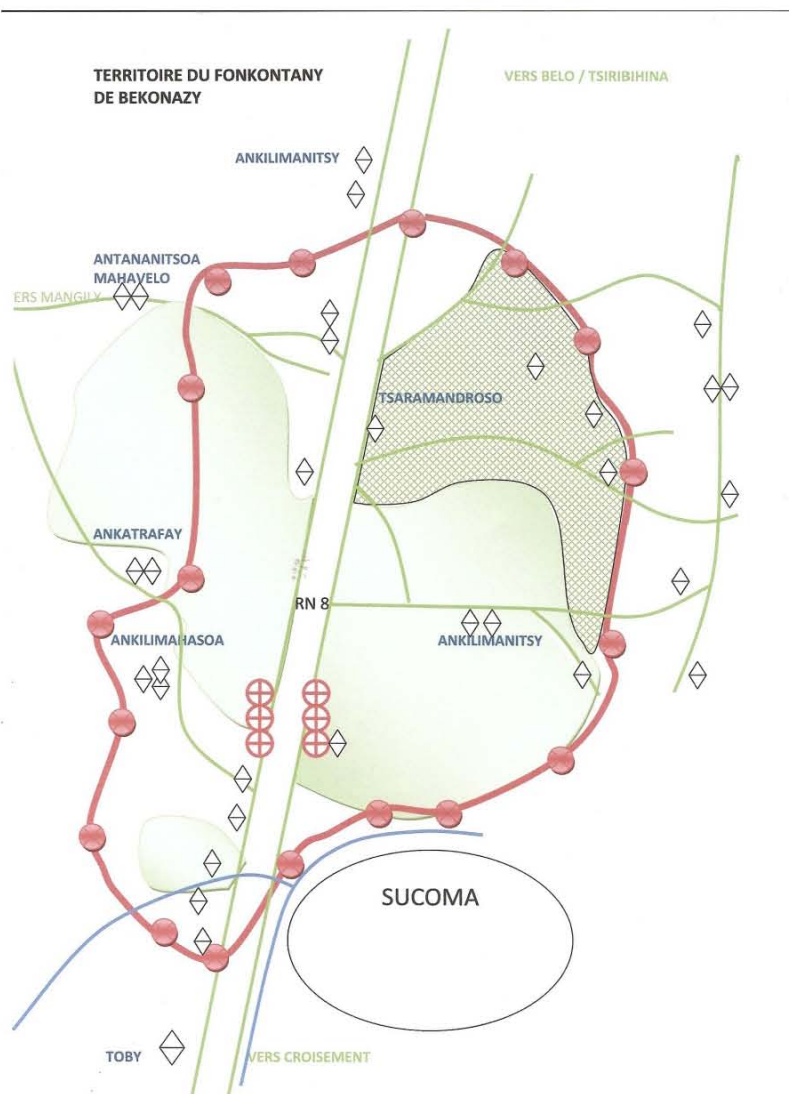 TERRITOIRE DU FONKONTANY
DE BEKONAZY
VERS BELO / TSIRIBIHINA
ANKILIMANITSY
ANTANANITSOA
MAHAVELO
ERS MANGILY
TSARAMANDROSO
ANKATRAFAY
RN 8
ANKILIMAHASOA
ANKILIMANITSY
SUCOMA
TOBY
VERS CROISEMENT